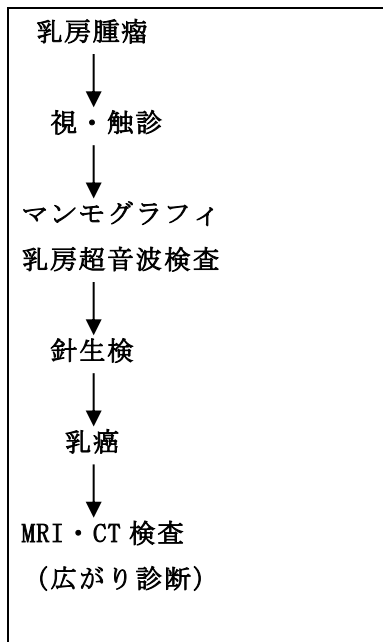 乳房腫瘤
視・触診
マンモグラフィ
乳房超音波検査
針生検
乳癌
MRI・CT 検査
（広がり診断）